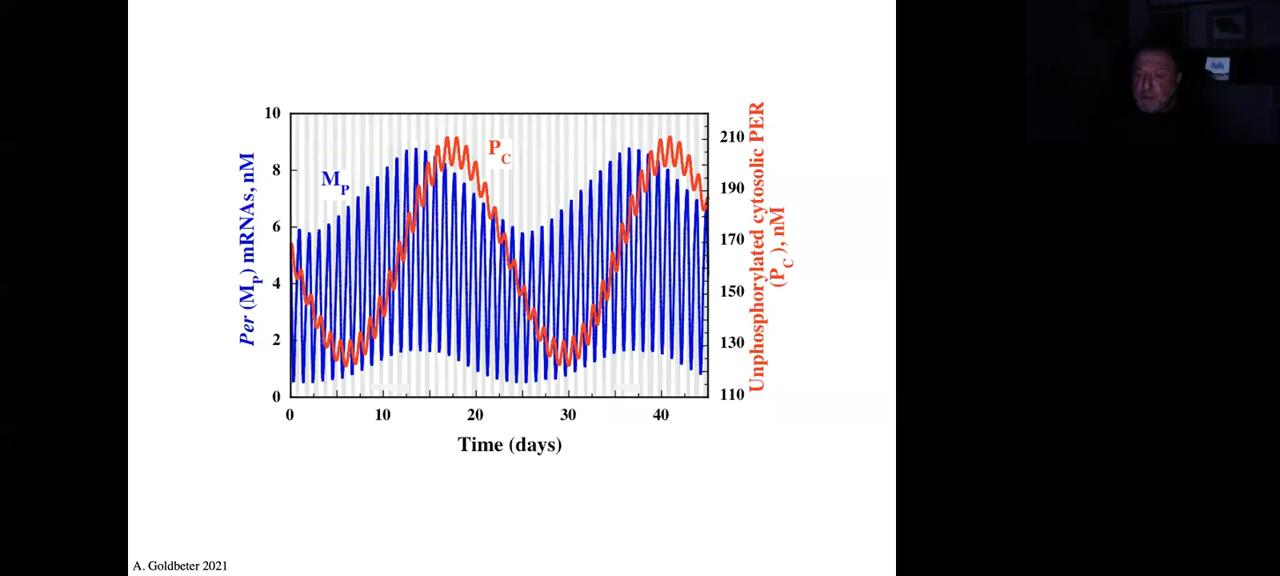 10
8
6
4
2
0
Per (MP) mRNAs, nM
MP
PC
210
190
170
150
130
110
Unphosphorylated cytosolic PER
(PC), nM
0 10 20 30 40
Time (days)
A. Goldbeter 2021